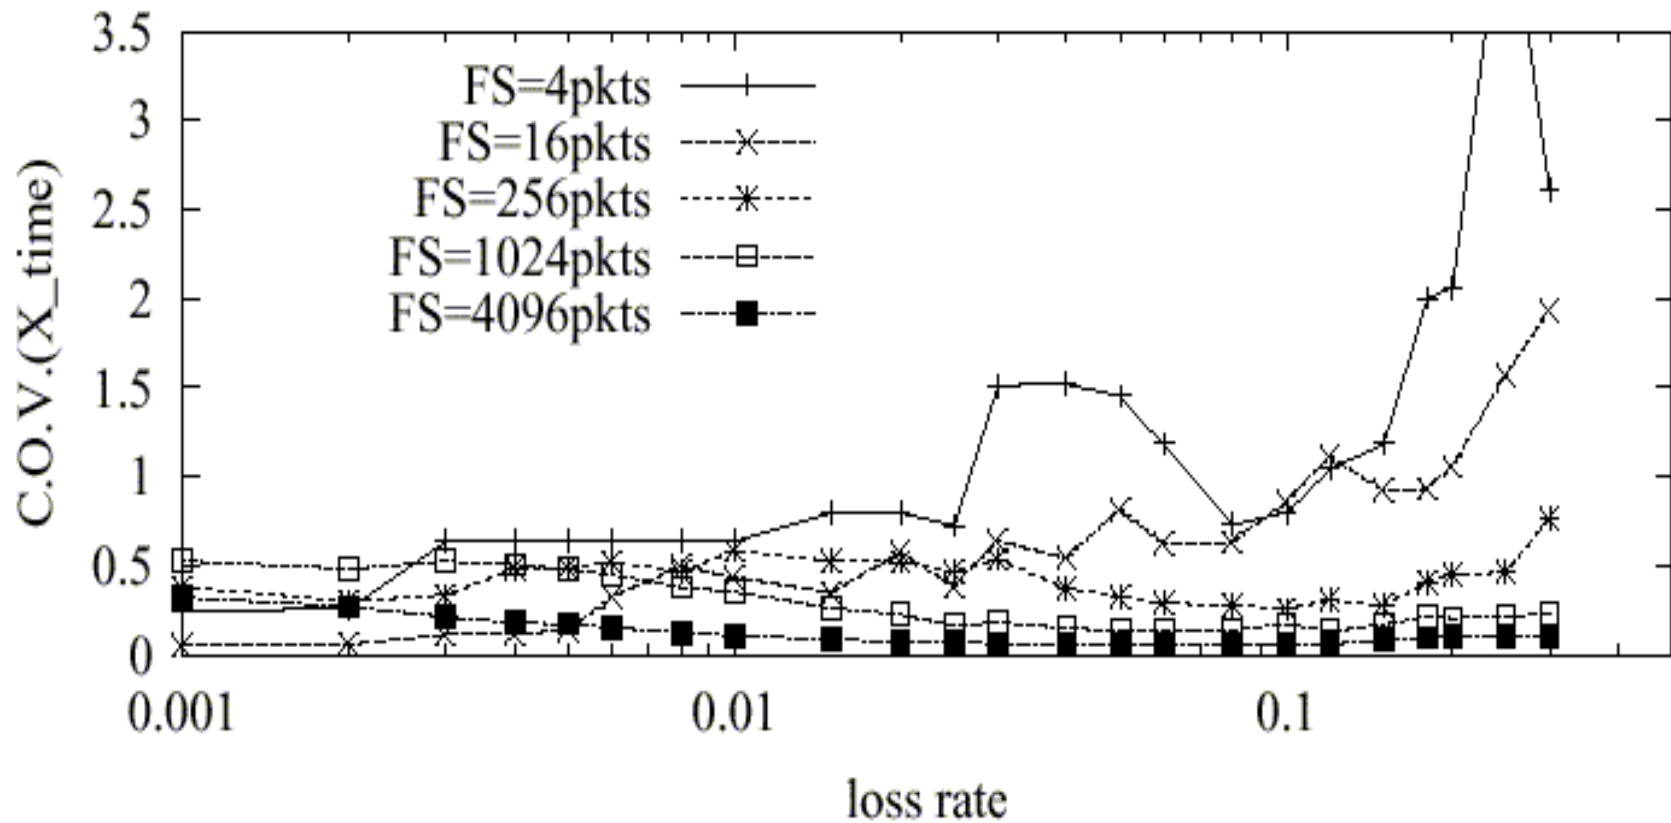 3.5
3
2.5
2
1.5
1
0.5
0
C.O.V.(X_time)
FS=4pkts
FS=16pkts
FS=256pkts
FS=1024pkts
FS=4096pkts
0.001 0.01 0.1
loss rate